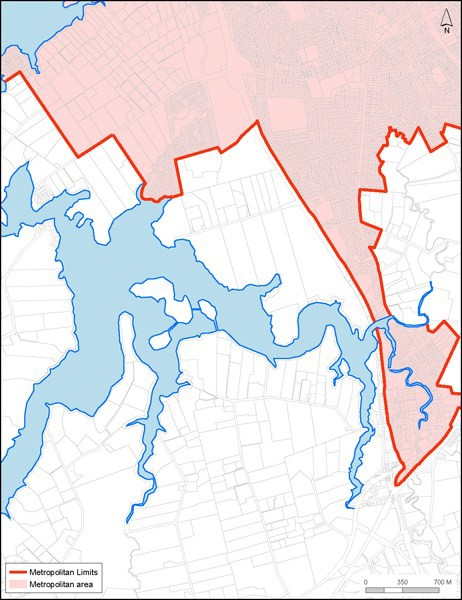 N
Metropolitan Limits
Metropolitan area
0 350 700 M